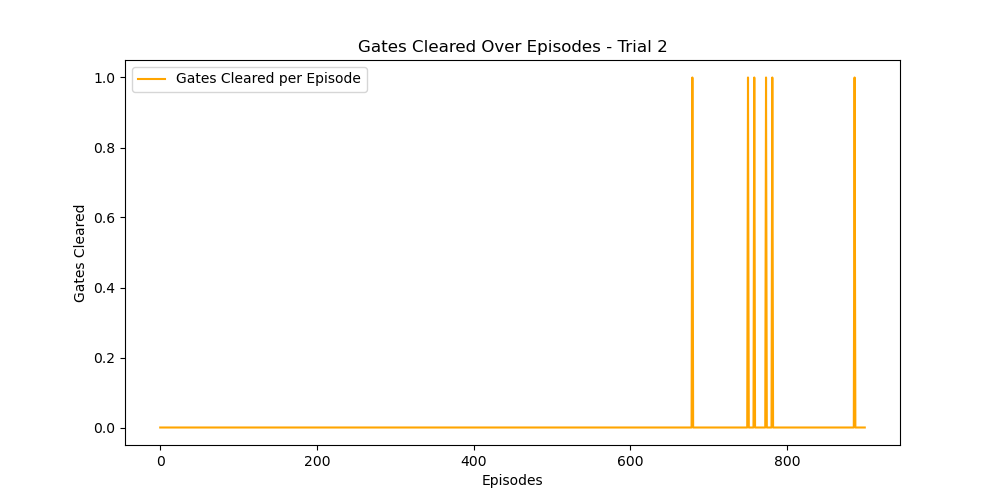 Gates Cleared Over Episodes - Trial 2
Gates Cleared per Episode
1.0
0.8
0.6
0.4
0.2
0.0
Gates Cleared
0 200 400 600 800
Episodes